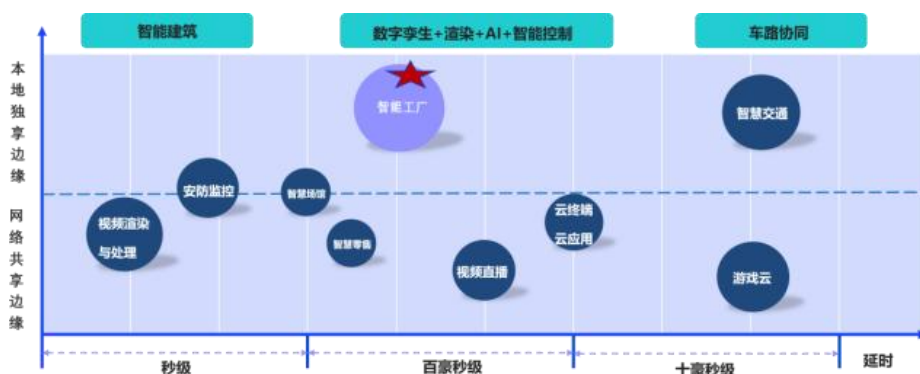 智能建筑
数字孪生+渲染+AI+智能控制
车路协同
本地独享边缘
网络共享边缘
智能工厂
智慧交通
安防监控
智慧场馆
视频渲染
与处理
智慧零售
云终端
云应用
视频直播
游戏云
秒级
百豪秒级
十豪秒级
延时